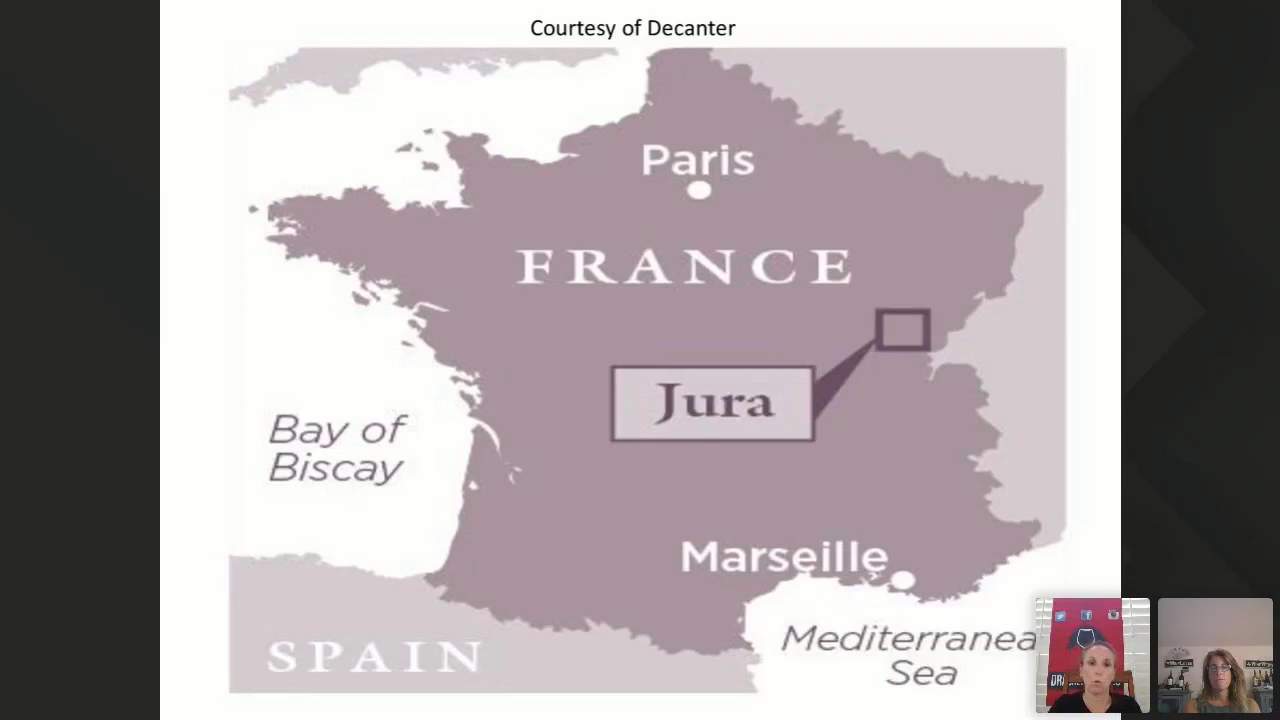 Courtesy of Decanter
Paris
FRANCE
Jura
Bay of
Biscay
Marseille
Mediterranea
Sea
SPAIN